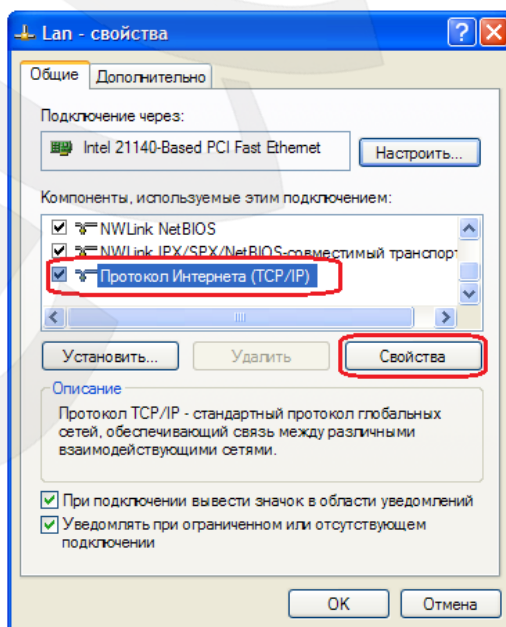 Lan - свойства
Общие
Дополнительно
Подключение через:
Intel 21140-Based PCI Fast Ethernet
Настроить...
Компоненты, используемые этим подключением:
NWLink NetBIOS
NWLink IPX/SPX/NetBIOS-совместимый транспорт
Протокол Интернета (TCP/IP)
Установить...
Удалить
Свойства
Описание
Протокол TCP/IP - стандартный протокол глобальных
сетей, обеспечивающий связь между различными
взаимодействующими сетями.
При подключении вывести значок в области уведомлений
Уведомлять при ограниченном или отсутствующем
подключении
OK
Отмена